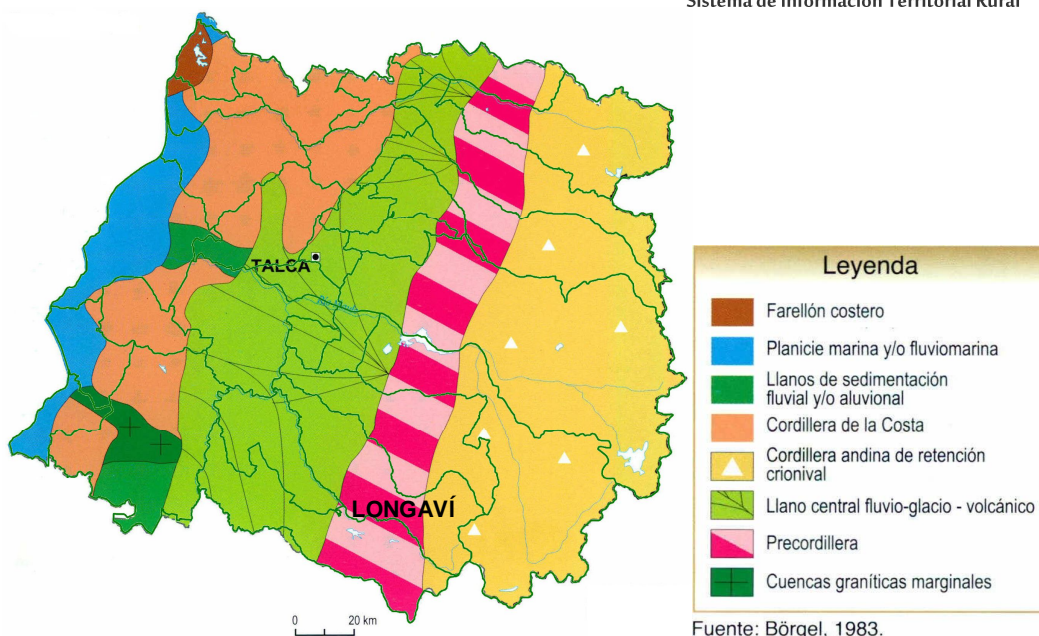 Sistema de Información Territorial Rural
TALCA
LONGAVÍ
0 20 km
Leyenda
Farellón costero
Planicie marina y/o fluviomarina
Llanos de sedimentación
fluvial y/o aluvional
Cordillera de la Costa
Cordillera andina de retención
crionival
Llano central fluvio-glacio - volcánico
Precordillera
Cuencas graníticas marginales
Fuente: Börgel, 1983.